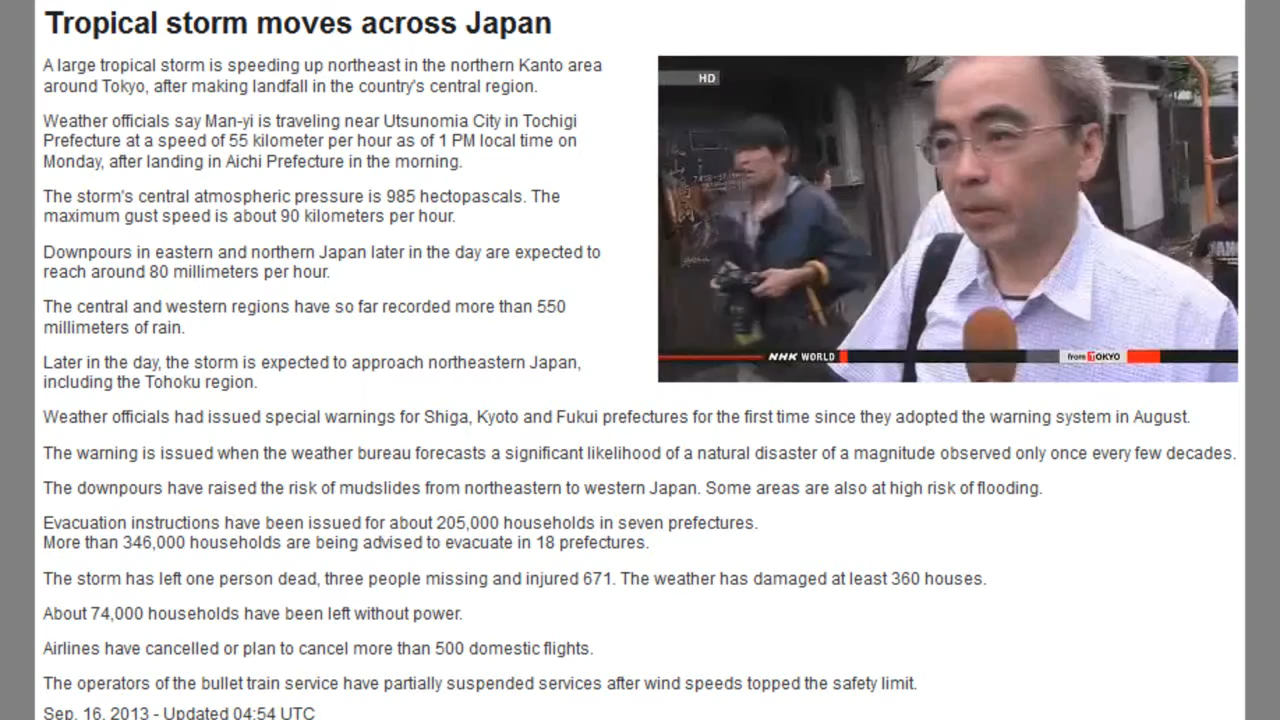 Tropical storm moves across Japan
A large tropical storm is speeding up northeast in the northern Kanto area
around Tokyo, after making landfall in the country's central region.
Weather officials say Man-yi is traveling near Utsunomia City in Tochigi
Prefecture at a speed of 55 kilometer per hour as of 1 PM local time on
Monday, after landing in Aichi Prefecture in the morning.
The storm's central atmospheric pressure is 985 hectopascals. The
maximum gust speed is about 90 kilometers per hour.
Downpours in eastern and northern Japan later in the day are expected to
reach around 80 millimeters per hour.
The central and western regions have so far recorded more than 550
millimeters of rain.
Later in the day, the storm is expected to approach northeastern Japan,
including the Tohoku region.
HD
NHK WORLD
from TOKYO
Weather officials had issued special warnings for Shiga, Kyoto and Fukui prefectures for the first time since they adopted the warning system in August.
The warning is issued when the weather bureau forecasts a significant likelihood of a natural disaster of a magnitude observed only once every few decades.
The downpours have raised the risk of mudslides from northeastern to western Japan. Some areas are also at high risk of flooding.
Evacuation instructions have been issued for about 205,000 households in seven prefectures.
More than 346,000 households are being advised to evacuate in 18 prefectures.
The storm has left one person dead, three people missing and injured 671. The weather has damaged at least 360 houses.
About 74,000 households have been left without power.
Airlines have cancelled or plan to cancel more than 500 domestic flights.
The operators of the bullet train service have partially suspended services after wind speeds topped the safety limit.
Sep. 16, 2013 - Updated 04:54 UTC